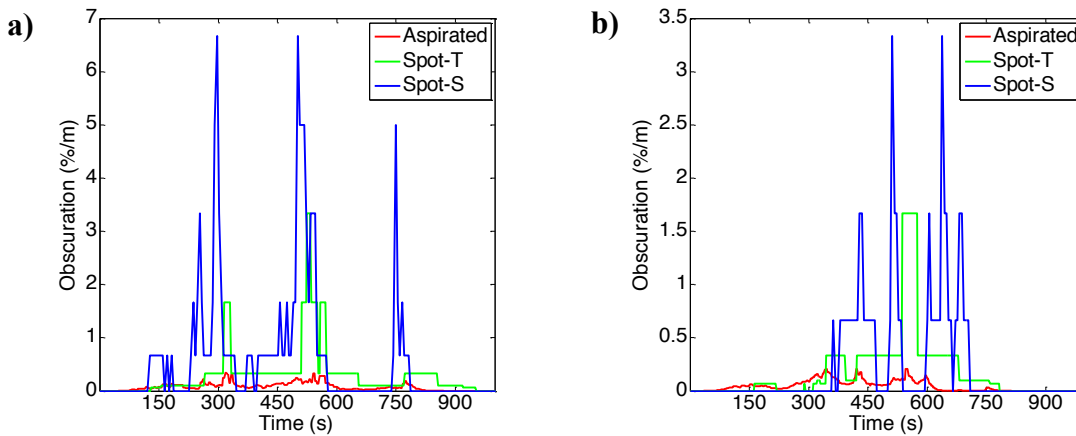 a)
Obscuration (%/m)
7
6
5
4
3
2
1
0
150 300 450 600 750 900
Time (s)
Aspirated
Spot-T
Spot-S
b)
Obscuration (%/m)
3.5
3
2.5
2
1.5
1
0.5
0
150 300 450 600 750 900
Time (s)
Aspirated
Spot-T
Spot-S